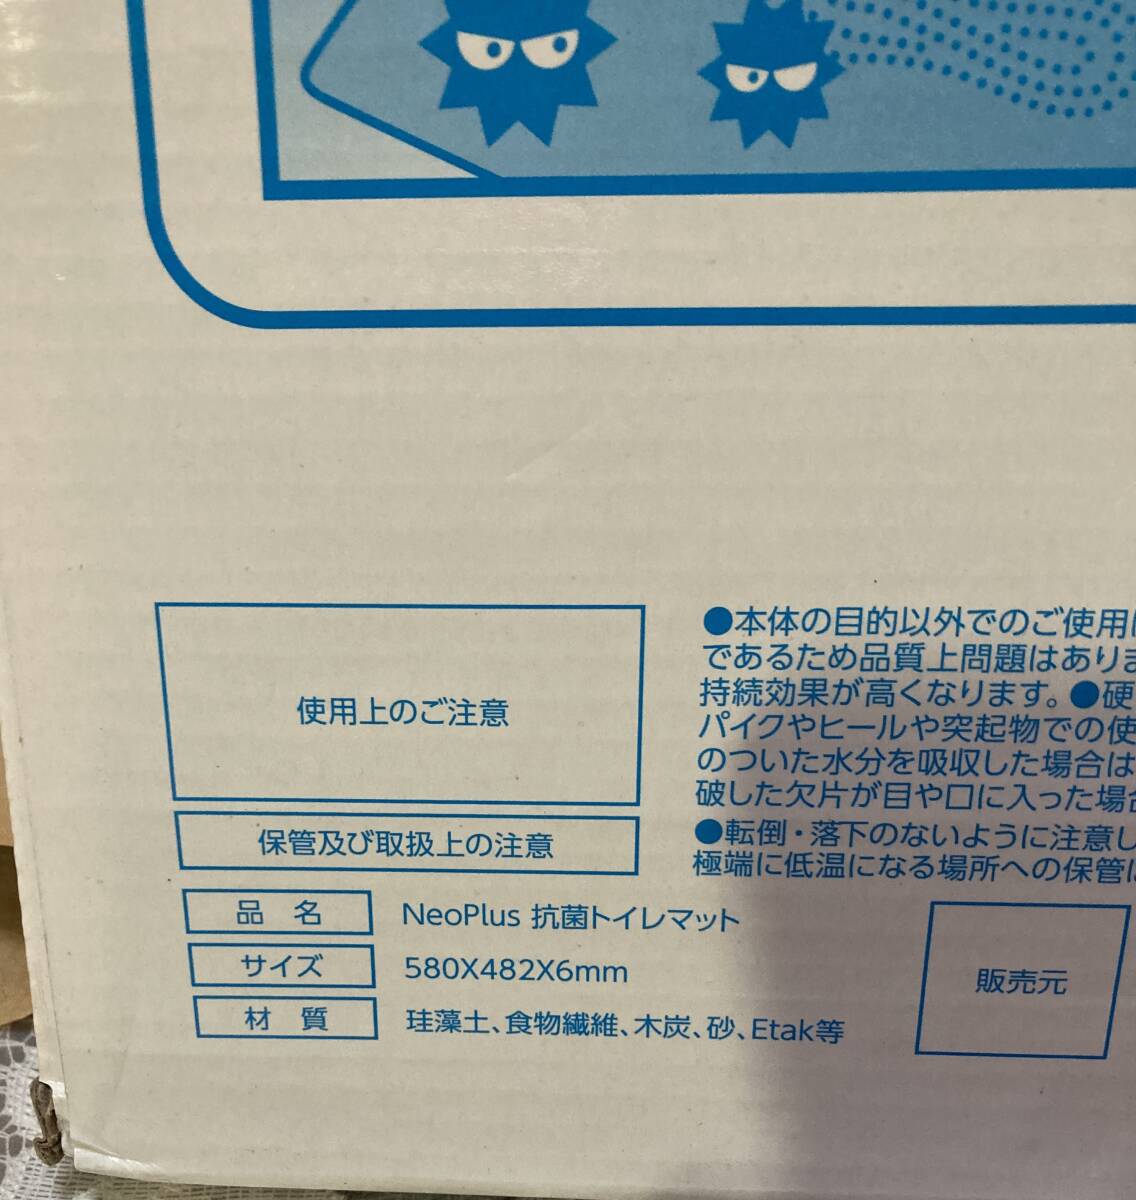 使用上のご注意
●本体の目的以外でのご使用
であるため品質上問題はありま
持続効果が高くなります。●硬
パイクやヒールや突起物での使
のついた水分を吸収した場合は
破した欠片が目や口に入った場合
保管及び取扱上の注意
●転倒・落下のないように注意し
極端に低温になる場所への保管
品 名 NeoPlus 抗菌トイレマット
サイズ 580X482X6mm
材 質 珪藻土、食物繊維、木炭、砂、Etak等
販売元